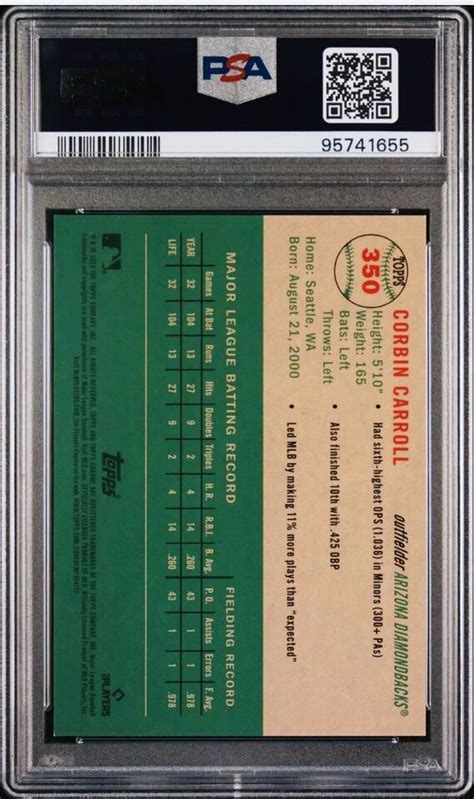 PSA
95741655
TOPPS
350
CORBIN CARROLL
outfielder ARIZONA DIAMONDBACKS®
Height: 5'10"
Weight: 165
Bats: Left
Throws: Left
Home: Seattle, WA
Born: August 21, 2000
• Had sixth-highest OPS (1.036) in Minors (300+ PAs)
• Also finished 10th with .425 OBP
• Led MLB by making 11% more plays than "expected"
MAJOR LEAGUE BATTING RECORD FIELDING RECORD
Games At Bat Runs Hits Doubles Triples H.R. R.B.I. B. Avg P.O. Assists Errors F. Avg.
YEAR 32 104 13 27 9 2 4 14 .260 43 1 1 .978
LIFE 32 104 13 27 9 2 4 14 .260 43 1 1 .978
topps
PLAYERS
PSA